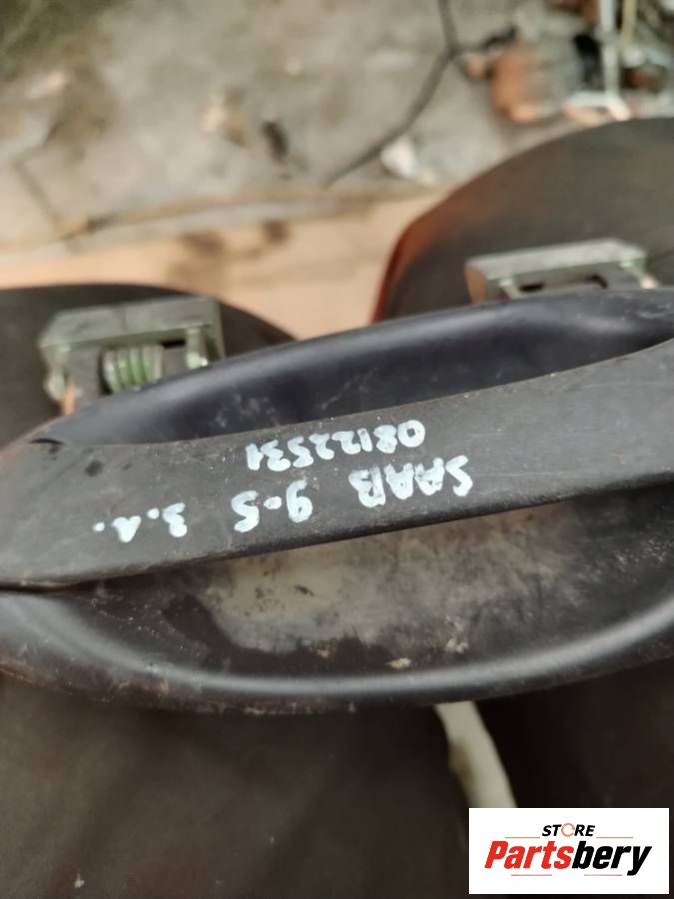 SAAB 9-5 З.Л.
08122531
STORE
Partsbery